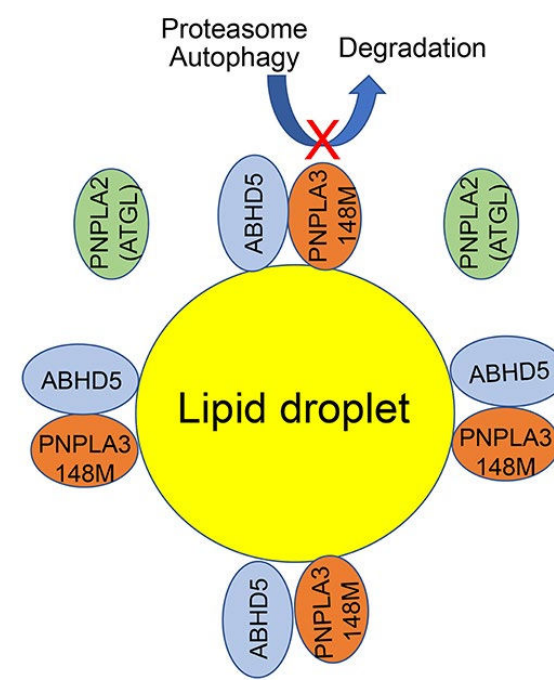 Proteasome
Autophagy
Degradation
PNPLA2
(ATGL)
ABHD5
PNPLA3
148M
PNPLA2
(ATGL)
ABHD5
PNPLA3
148M
Lipid droplet
ABHD5
PNPLA3
148M
ABHD5
PNPLA3
148M